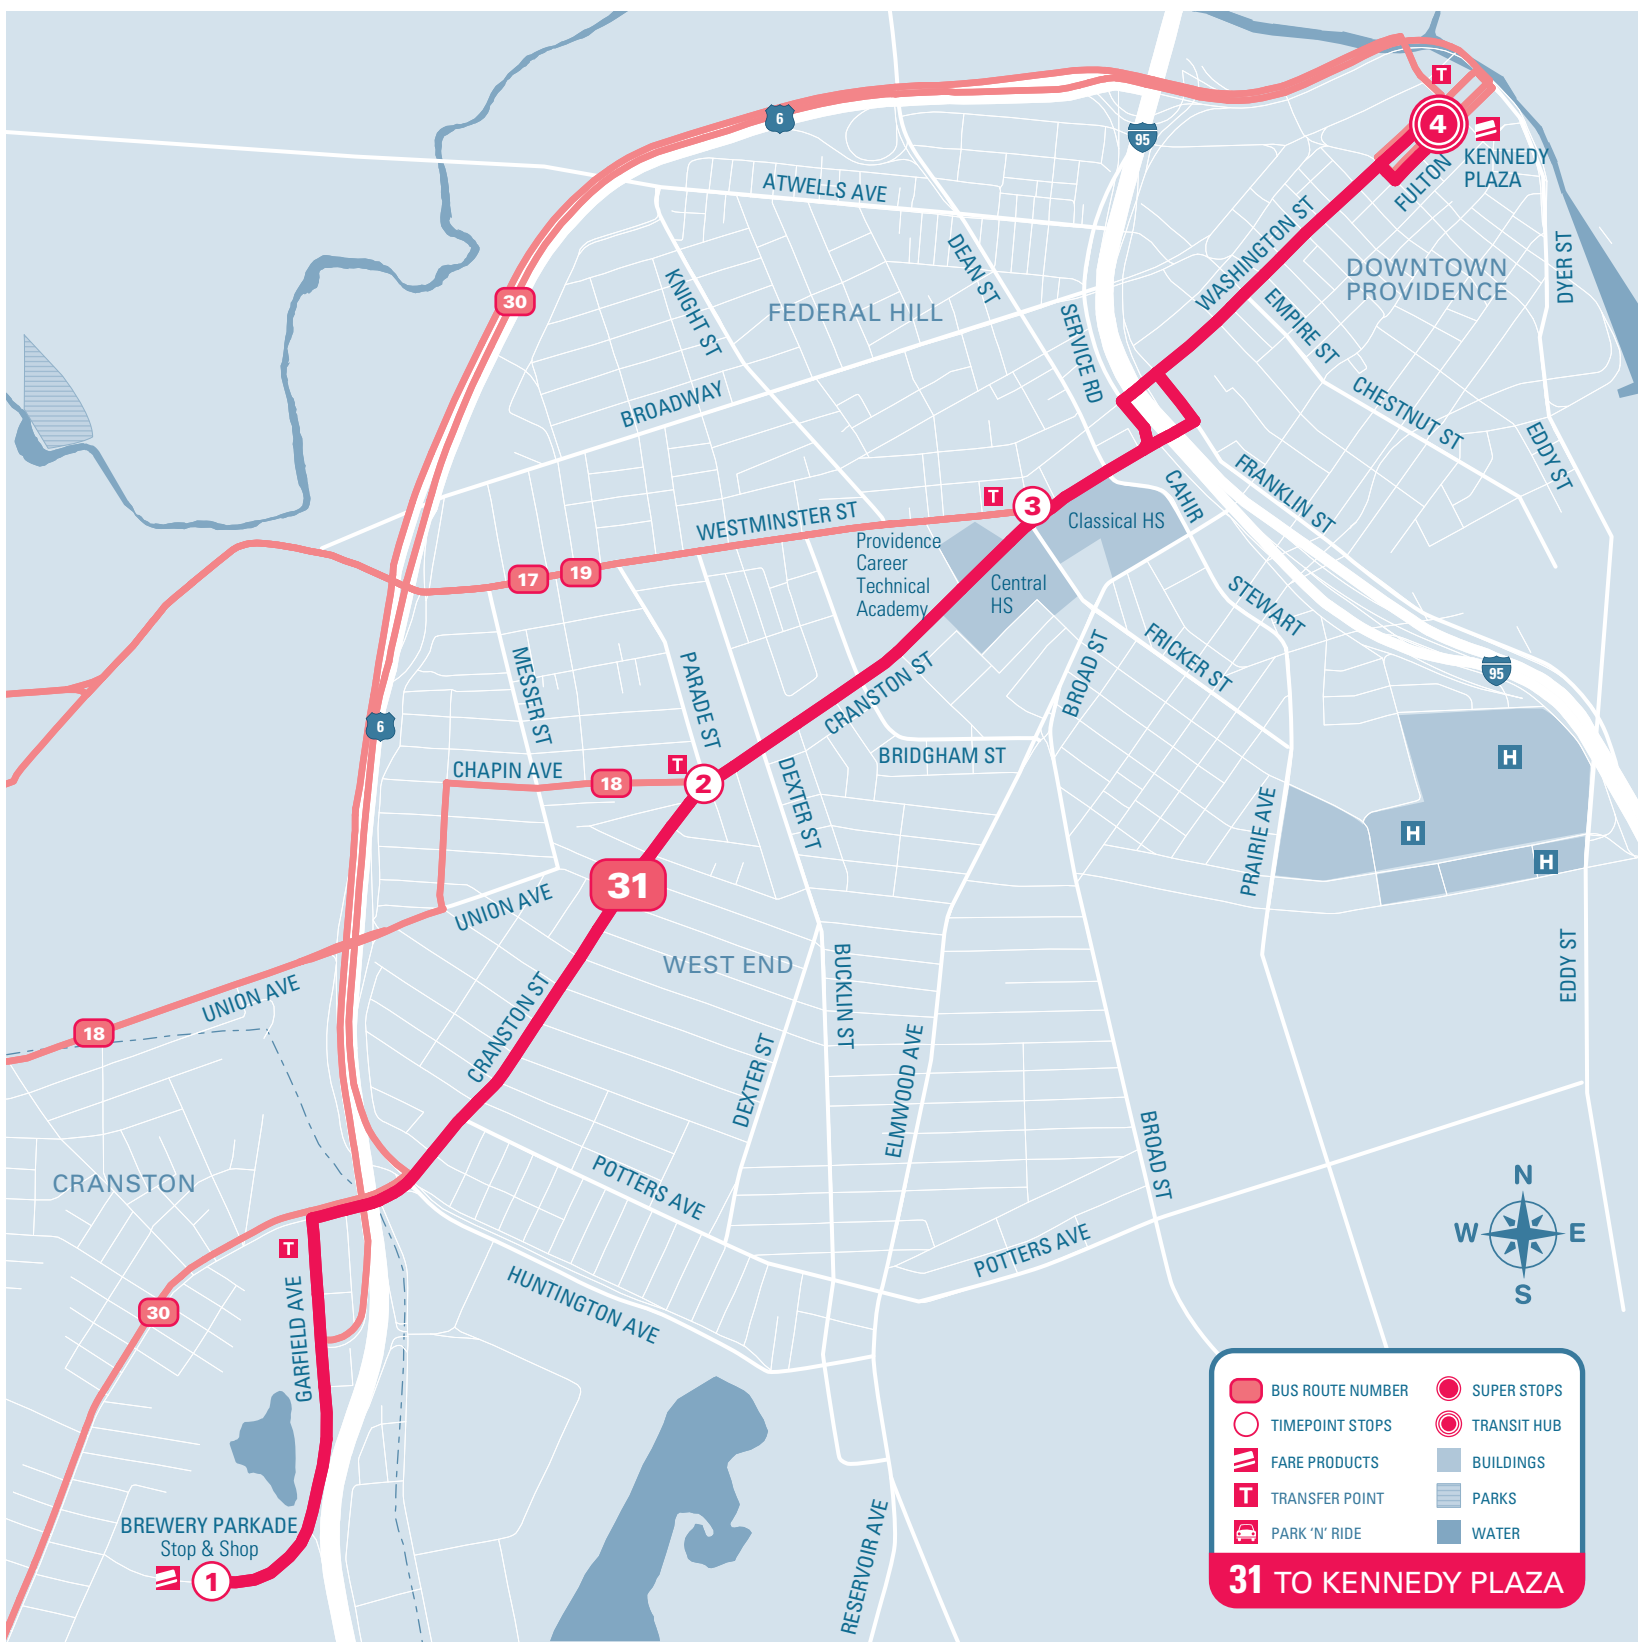 T
6
4
95
KENNEDY
PLAZA
FULTON
ATWELLS AVE
WASHINGTON ST
DEAN ST
DYER ST
DOWNTOWN
PROVIDENCE
30
KNIGHT ST
FEDERAL HILL
EMPIRE ST
SERVICE RD
BROADWAY
CHESTNUT ST
EDDY ST
FRANKLIN ST
CAHIR
T
3
WESTMINSTER ST
Classical HS
Providence
Career
Technical
Academy
Central
HS
17
19
STEWART
FRICKER ST
BROAD ST
MESSER ST
PARADE ST
CRANSTON ST
95
6
BRIDGHAM ST
H
CHAPIN AVE
18
T
2
DEXTER ST
PRAIRIE AVE
H
H
31
UNION AVE
WEST END
BUCKLIN ST
EDDY ST
UNION AVE
18
CRANSTON ST
DEXTER ST
ELMWOOD AVE
BROAD ST
CRANSTON
POTTERS AVE
POTTERS AVE
N
W
E
S
T
GARFIELD AVE
30
HUNTINGTON AVE
BREWERY PARKADE
Stop & Shop
1
RESERVOIR AVE
BUS ROUTE NUMBER
SUPER STOPS
TIMEPOINT STOPS
TRANSIT HUB
FARE PRODUCTS
BUILDINGS
T
TRANSFER POINT
PARKS
PARK ‘N’ RIDE
WATER
31 TO KENNEDY PLAZA